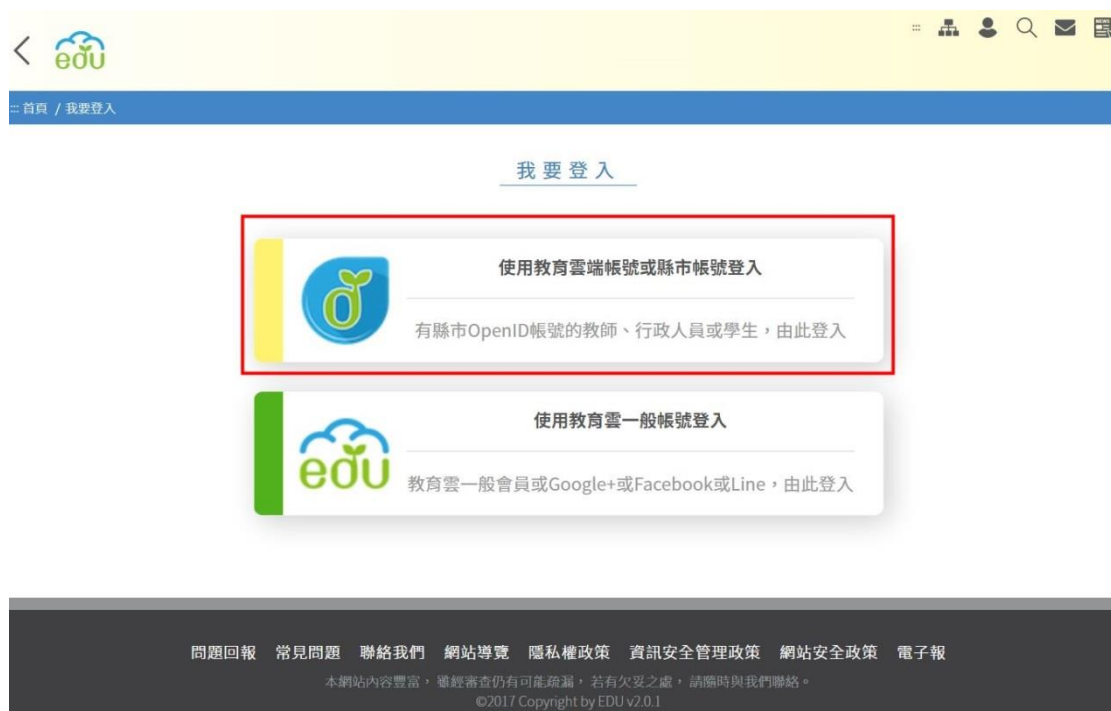 edu
::: 首頁 / 我要登入
我要登入
使用教育雲端帳號或縣市帳號登入
有縣市OpenID帳號的教師、行政人員或學生，由此登入
使用教育雲一般帳號登入
edu
教育雲一般會員或Google+或Facebook或Line，由此登入
問題回報 常見問題 聯絡我們 網站導覽 隱私權政策 資訊安全管理政策 網站安全政策 電子報
本網站內容豐富，雖經審查仍有可能疏漏，若有欠妥之處，請隨時與我們聯絡。
©2017 Copyright by EDU v2.0.1